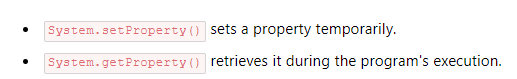 • System.setProperty() sets a property temporarily.
• System.getProperty() retrieves it during the program's execution.